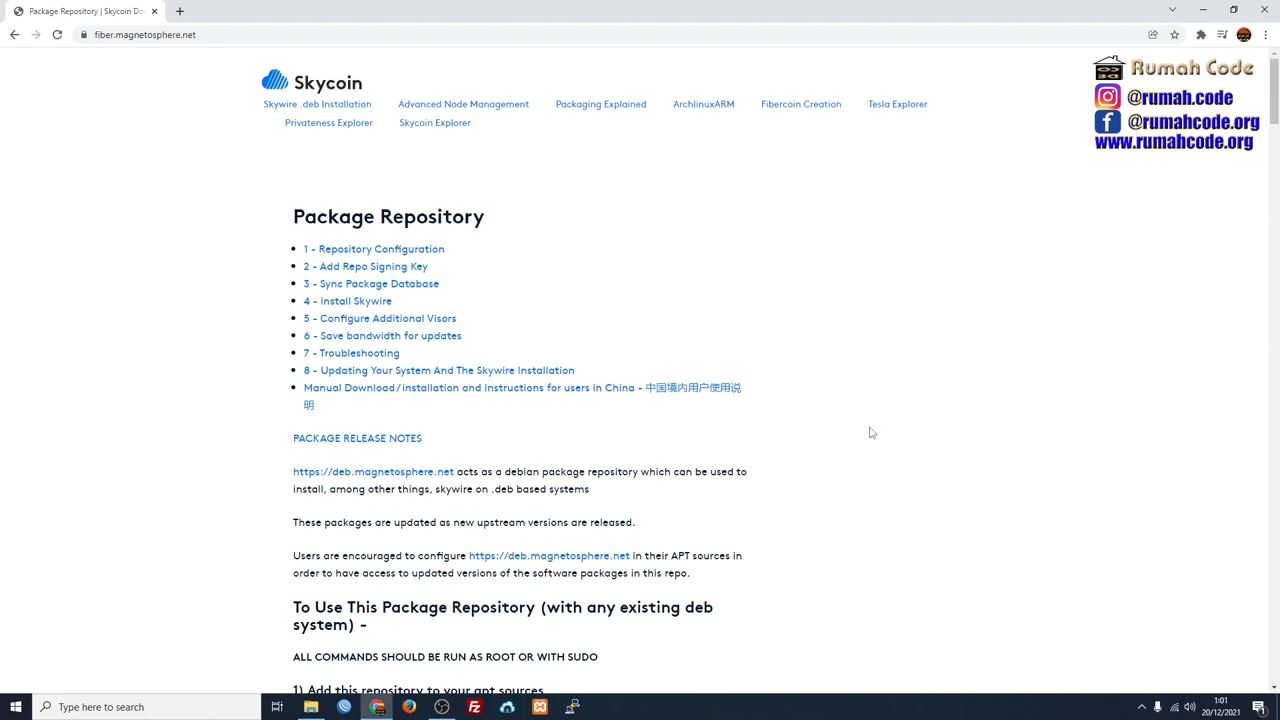 Package Repository | Skycoin Do
fiber.magnetosphere.net
Rumah Code
@rumah.code
@rumahcode.org
www.rumahcode.org
Skycoin
Skywire .deb Installation Advanced Node Management Packaging Explained ArchlinuxARM Fibercoin Creation Tesla Explorer
Privateness Explorer Skycoin Explorer
Package Repository
1 - Repository Configuration
2 - Add Repo Signing Key
3 - Sync Package Database
4 - Install Skywire
5 - Configure Additional Visors
6 - Save bandwidth for updates
7 - Troubleshooting
8 - Updating Your System And The Skywire Installation
Manual Download / installation and Instructions for users in China - 中国境内用户使用说
明
PACKAGE RELEASE NOTES
https://deb.magnetosphere.net acts as a debian package repository which can be used to
install, among other things, skywire on .deb based systems
These packages are updated as new upstream versions are released.
Users are encouraged to configure https://deb.magnetosphere.net in their APT sources in
order to have access to updated versions of the software packages in this repo.
To Use This Package Repository (with any existing deb
system) -
ALL COMMANDS SHOULD BE RUN AS ROOT OR WITH SUDO
1) Add this repository to your apt sources
Type here to search
1:01
20/12/2021